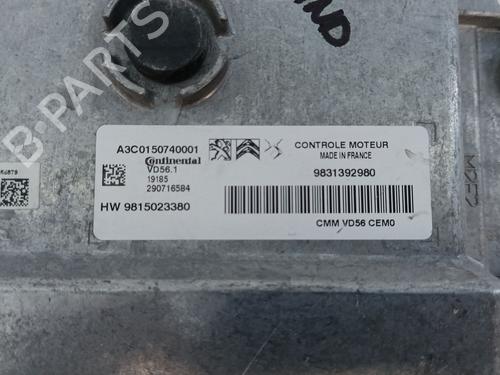 B-PARTS
A3C0150740001
Continental
VD56.1
19185
290716584
HW 9815023380
CONTROLE MOTEUR
MADE IN FRANCE
9831392980
CMM VD56 CEM0